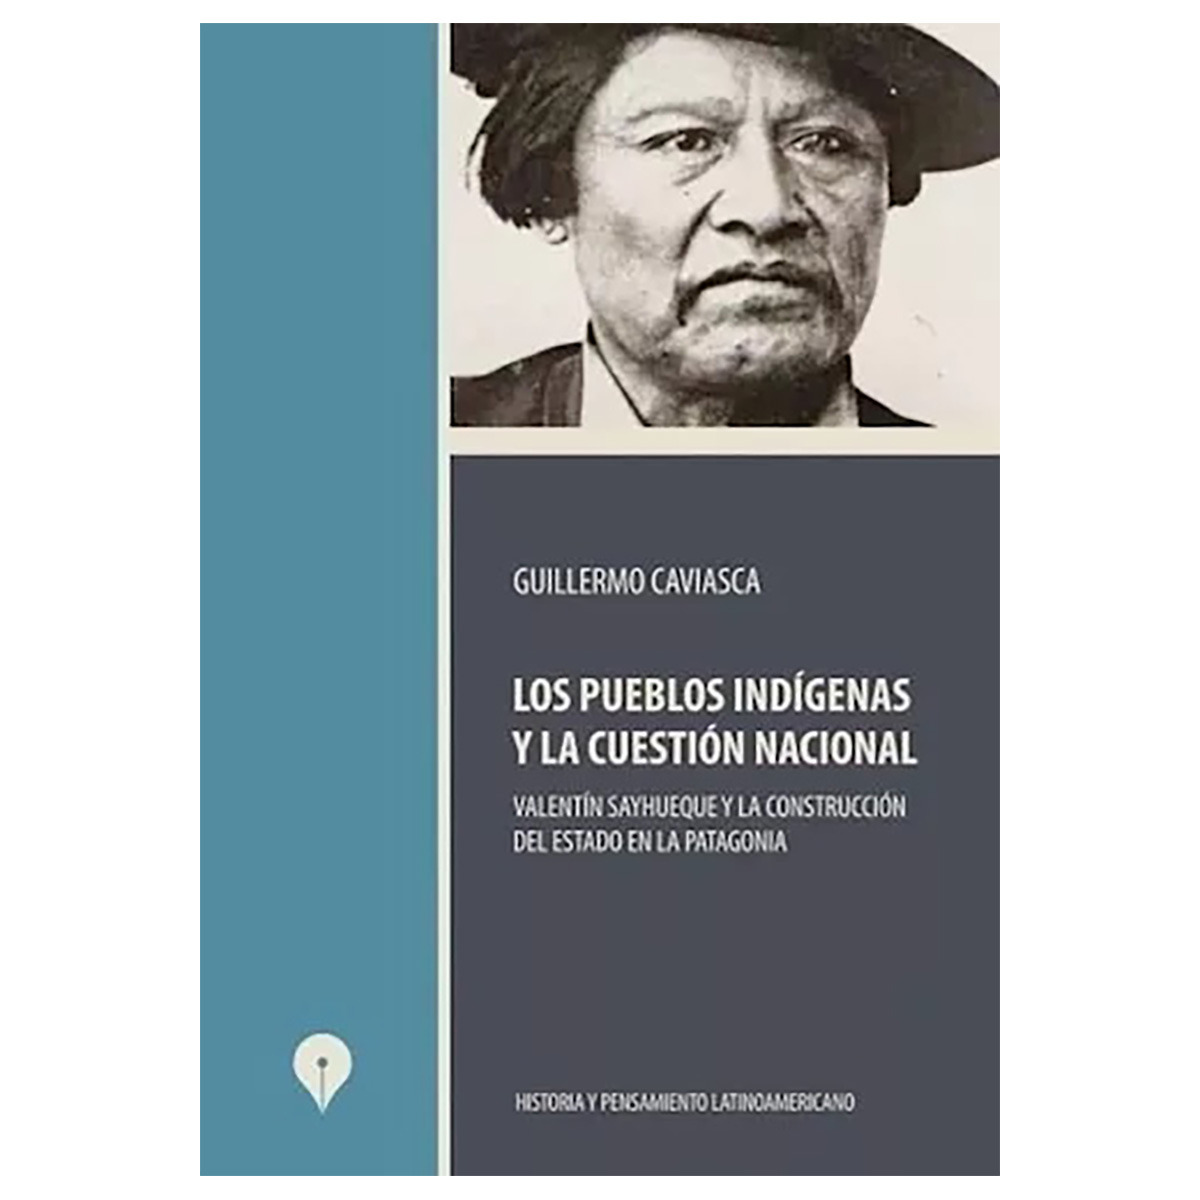 GUILLERMO CAVIASCA
LOS PUEBLOS INDÍGENAS
Y LA CUESTIÓN NACIONAL
VALENTÍN SAYHUEQUE Y LA CONSTRUCCIÓN
DEL ESTADO EN LA PATAGONIA
HISTORIA Y PENSAMIENTO LATINOAMERICANO